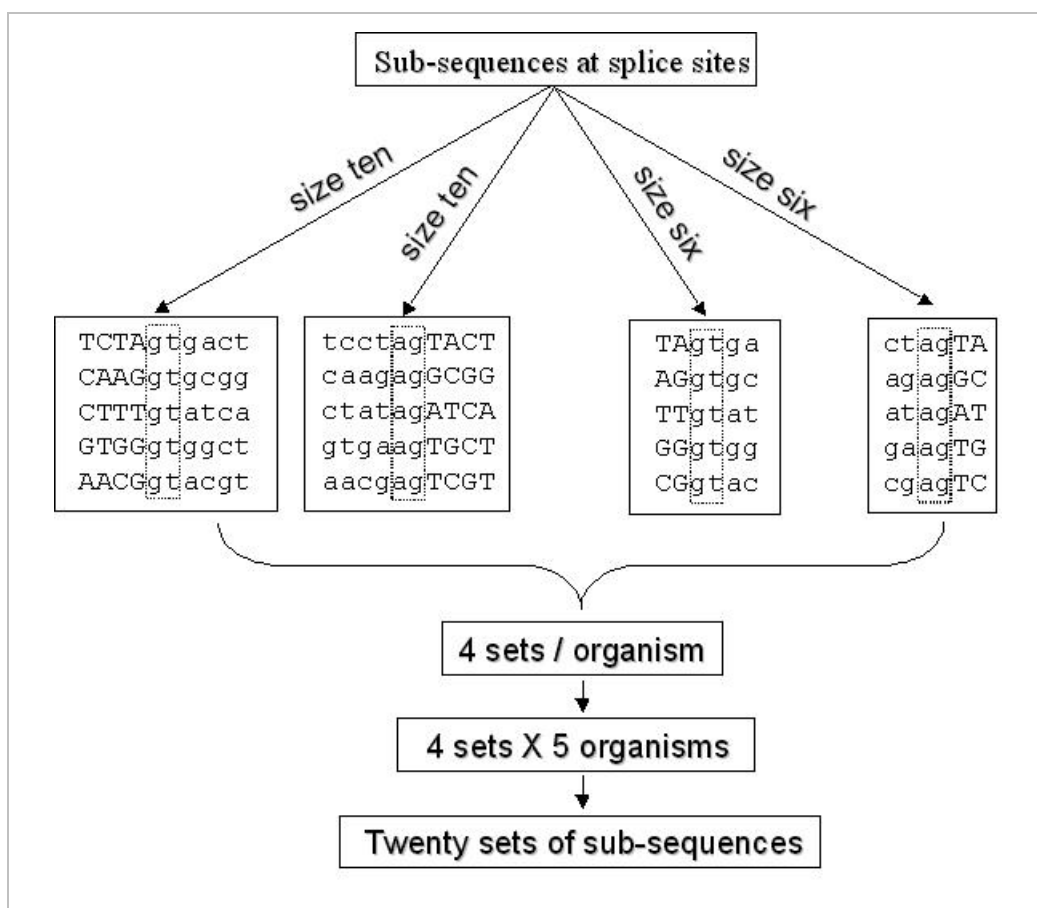 Sub-sequences at splice sites
size ten
size ten
size six
size six
TCTAgtgact
CAAGgtgcgg
CTTTgtatca
GTGGgtggct
AACGgtacgt
tcctagTACT
caagagGCGG
ctatagATCA
gtgaagTGCT
aacgagTCGT
TAgtga
AGgtgc
TTgtat
GGgtgg
CGgtac
ctagTA
agagGC
atagAT
gaagTG
cgagTC
4 sets / organism
4 sets X 5 organisms
Twenty sets of sub-sequences